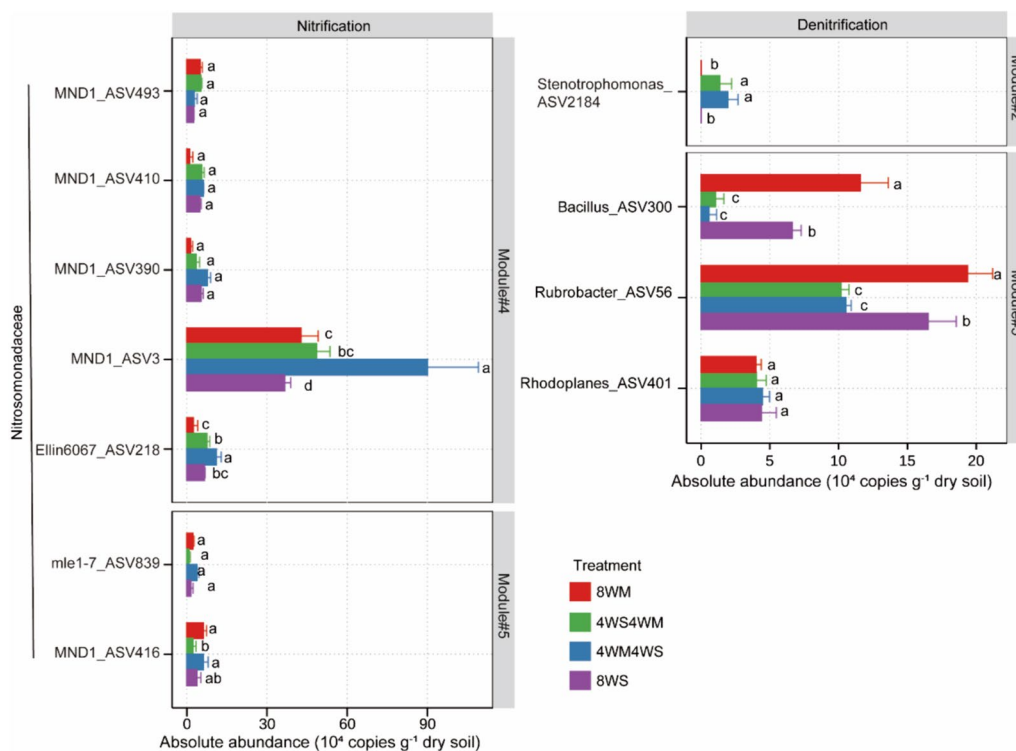 Nitrification
Nitrosomonadaceae
MND1_ASV493
a
a
a
a
MND1_ASV410
a
a
a
a
MND1_ASV390
a
a
a
a
MND1_ASV3
c
bc
a
d
Ellin6067_ASV218
c
b
a
bc
Module#4
mle1-7_ASV839
a
a
a
a
MND1_ASV416
a
b
a
ab
Module#5
0 30 60 90
Absolute abundance (10⁴ copies g⁻¹ dry soil)
Denitrification
Stenotrophomonas_
ASV2184
b
a
a
b
Bacillus_ASV300
a
c
c
b
Rubrobacter_ASV56
a
c
c
b
Rhodoplanes_ASV401
a
a
a
a
0 5 10 15 20
Absolute abundance (10⁴ copies g⁻¹ dry soil)
Treatment
8WM
4WS4WM
4WM4WS
8WS